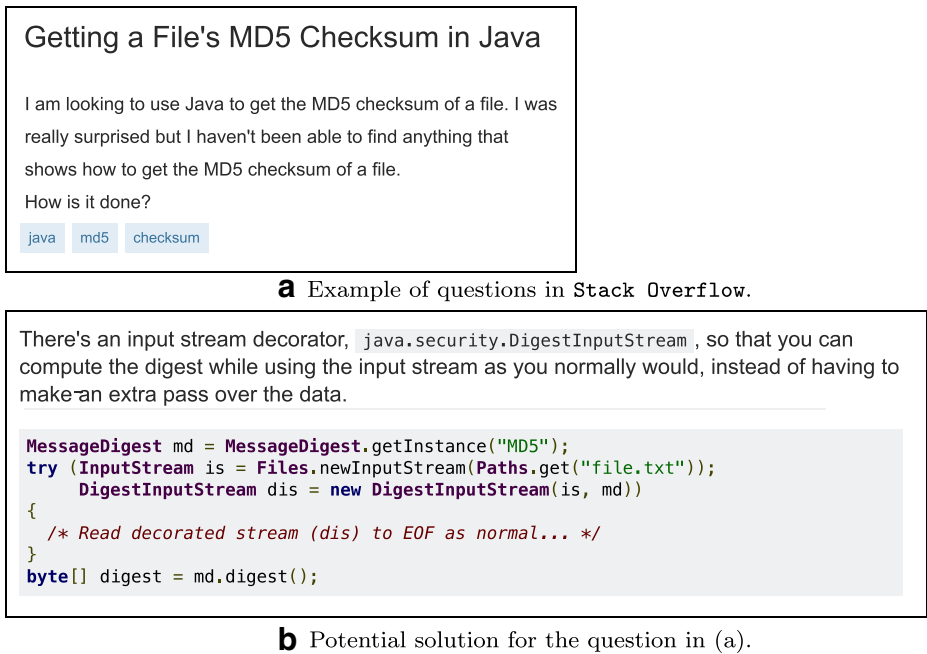 Getting a File's MD5 Checksum in Java
I am looking to use Java to get the MD5 checksum of a file. I was
really surprised but I haven't been able to find anything that
shows how to get the MD5 checksum of a file.
How is it done?
java md5 checksum
a Example of questions in Stack Overflow.
There's an input stream decorator, java.security.DigestInputStream , so that you can
compute the digest while using the input stream as you normally would, instead of having to
make an extra pass over the data.
MessageDigest md = MessageDigest.getInstance("MD5");
try (InputStream is = Files.newInputStream(Paths.get("file.txt"));
     DigestInputStream dis = new DigestInputStream(is, md))
{
  /* Read decorated stream (dis) to EOF as normal... */
}
byte[] digest = md.digest();
b Potential solution for the question in (a).